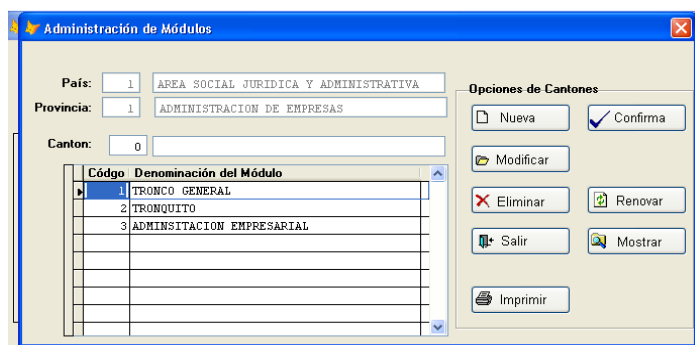 Administración de Módulos
País: 1 AREA SOCIAL JURIDICA Y ADMINISTRATIVA
Provincia: 1 ADMINISTRACION DE EMPRESAS
Canton: 0
Códgo Denominación del Módulo
1 TRONCO GENERAL
2 TRONQUITO
3 ADMINSITACION EMPRESARIAL
Opciones de Cantones
Nueva Confirma
Modificar
Eliminar Renovar
Salir Mostrar
Imprimir